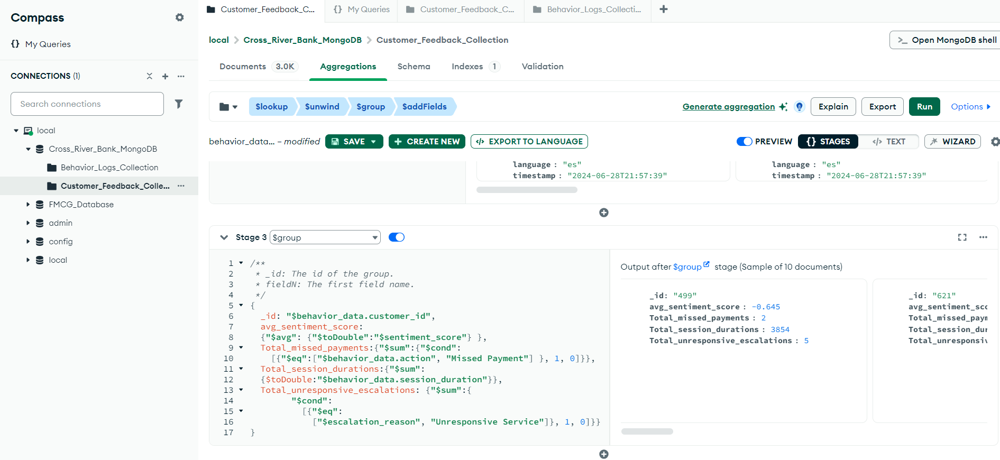 Compass
My Queries
CONNECTIONS (1)
Search connections
local
Cross_River_Bank_MongoDB
Behavior_Logs_Collection
Customer_Feedback_Colle...
FMCG_Database
admin
config
local
Customer_Feedback_C...
{} My Queries
Customer_Feedback_C...
Behavior_Logs_Collecti...
local > Cross_River_Bank_MongoDB > Customer_Feedback_Collection
>_ Open MongoDB shell
Documents 3.0K Aggregations Schema Indexes 1 Validation
$lookup $unwind $group $addFields
Generate aggregation Explain Export Run Options
behavior_data... – modified SAVE + CREATE NEW </> EXPORT TO LANGUAGE PREVIEW {} STAGES </> TEXT WIZARD
language : "es"
timestamp : "2024-06-28T21:57:39"
language : "es"
timestamp : "2024-06-28T21:57:39"
Stage 3 $group
1 /**
2 * _id: The id of the group.
3 * fieldN: The first field name.
4 */
5 {
6 _id: "$behavior_data.customer_id",
7 avg_sentiment_score:
8 {"$avg": {"$toDouble":"$sentiment_score"} },
9 Total_missed_payments:{"$sum":{"$cond":
10 [{"$eq":["$behavior_data.action", "Missed Payment"] }, 1, 0]}},
11 Total_session_durations:{"$sum":
12 {$toDouble:"$behavior_data.session_duration"}},
13 Total_unresponsive_escalations: {"$sum":{
14 "$cond":
15 [{"$eq":
16 ["$escalation_reason", "Unresponsive Service"]}, 1, 0]}}
17 }
Output after $group stage (Sample of 10 documents)
_id: "499"
avg_sentiment_score : -0.645
Total_missed_payments : 2
Total_session_durations : 3854
Total_unresponsive_escalations : 5
_id: "621"
avg_sentiment_sco
Total_missed_paym
Total_session_dur
Total_unresponsiv